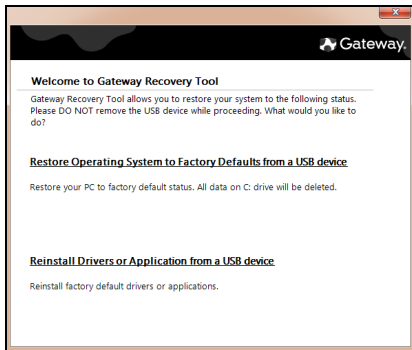 Gateway.
Welcome to Gateway Recovery Tool
Gateway Recovery Tool allows you to restore your system to the following status.
Please DO NOT remove the USB device while proceeding. What would you like to
do?
Restore Operating System to Factory Defaults from a USB device
Restore your PC to factory default status. All data on C: drive will be deleted.
Reinstall Drivers or Application from a USB device
Reinstall factory default drivers or applications.